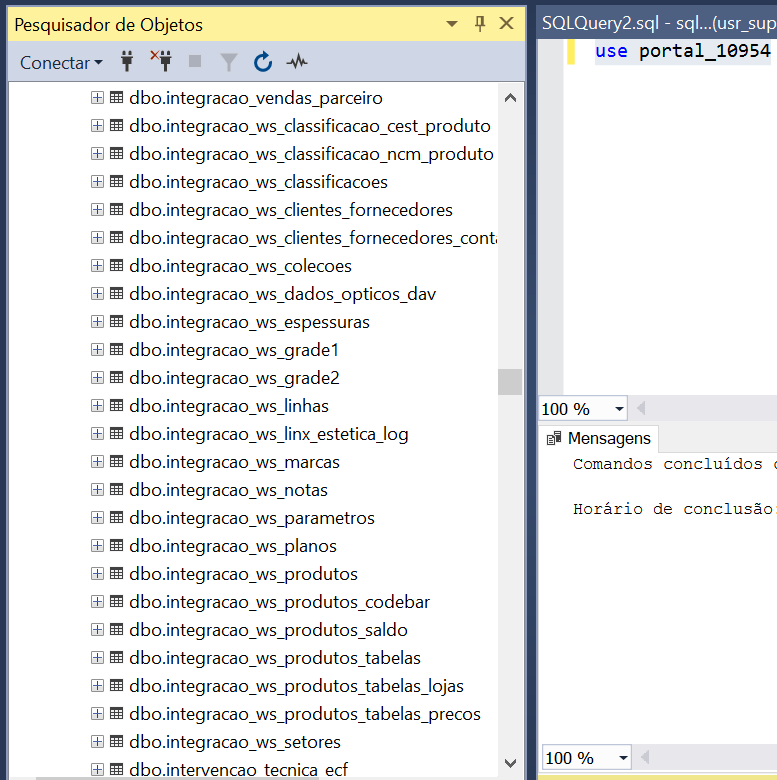 Pesquisador de Objetos
Conectar
dbo.integracao_vendas_parceiro
dbo.integracao_ws_classificacao_cest_produto
dbo.integracao_ws_classificacao_ncm_produto
dbo.integracao_ws_classificacoes
dbo.integracao_ws_clientes_fornecedores
dbo.integracao_ws_clientes_fornecedores_conta
dbo.integracao_ws_colecoes
dbo.integracao_ws_dados_opticos_dav
dbo.integracao_ws_espessuras
dbo.integracao_ws_grade1
dbo.integracao_ws_grade2
dbo.integracao_ws_linhas
dbo.integracao_ws_linx_estetica_log
dbo.integracao_ws_marcas
dbo.integracao_ws_notas
dbo.integracao_ws_parametros
dbo.integracao_ws_planos
dbo.integracao_ws_produtos
dbo.integracao_ws_produtos_codebar
dbo.integracao_ws_produtos_saldo
dbo.integracao_ws_produtos_tabelas
dbo.integracao_ws_produtos_tabelas_lojas
dbo.integracao_ws_produtos_tabelas_precos
dbo.integracao_ws_setores
dbo.intervencao_tecnica_ecf
SQLQuery2.sql - sql...(usr_sup
use portal_10954
100 %
Mensagens
Comandos concluídos
Horário de conclusão:
100 %